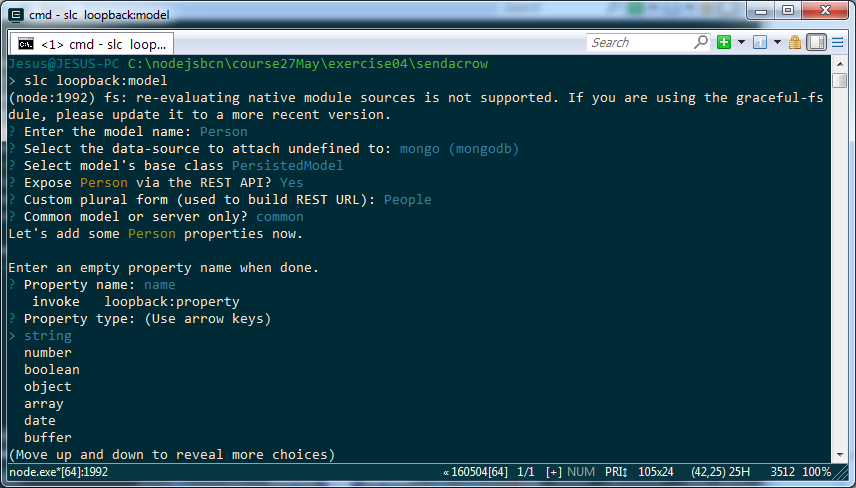 cmd - slc loopback:model
<1> cmd - slc loop...
Search
Jesus@JESUS-PC C:\nodejsbcn\course27May\exercise04\sendacrow
> slc loopback:model
(node:1992) fs: re-evaluating native module sources is not supported. If you are using the graceful-fs
dule, please update it to a more recent version.
? Enter the model name: Person
? Select the data-source to attach undefined to: mongo (mongodb)
? Select model's base class PersistedModel
? Expose Person via the REST API? Yes
? Custom plural form (used to build REST URL): People
? Common model or server only? common
Let's add some Person properties now.
Enter an empty property name when done.
? Property name: name
invoke loopback:property
? Property type: (Use arrow keys)
> string
number
boolean
object
array
date
buffer
(Move up and down to reveal more choices)
node.exe*[64]:1992 « 160504[64] 1/1 [+] NUM PRI↕ 105x24 (42,25) 25H 3512 100%